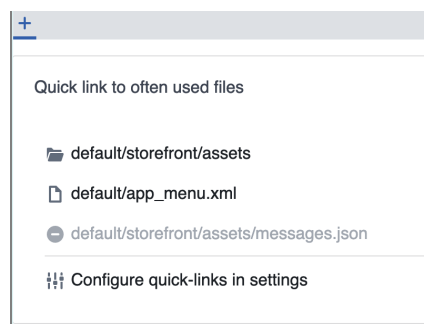 Quick link to often used files
default/storefront/assets
default/app_menu.xml
default/storefront/assets/messages.json
Configure quick-links in settings